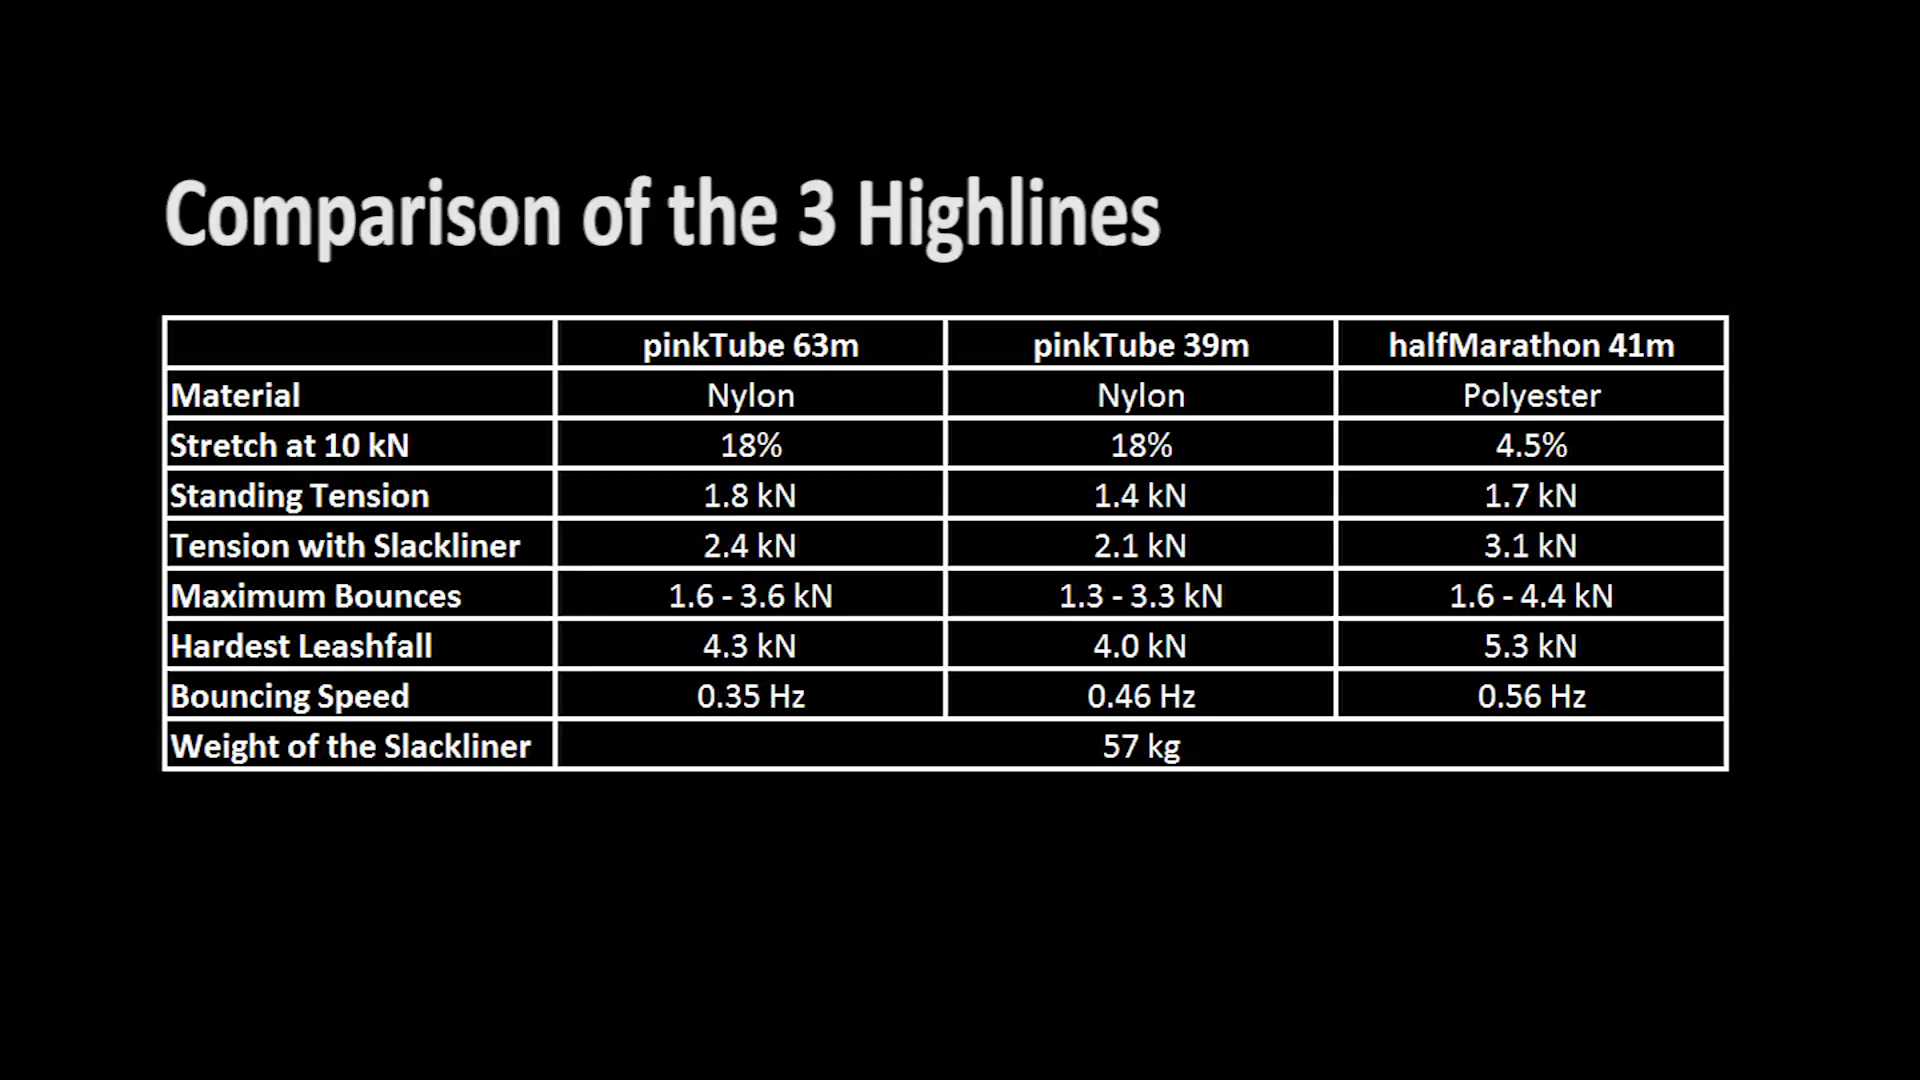 Comparison of the 3 Highlines
pinkTube 63m pinkTube 39m halfMarathon 41m
Material Nylon Nylon Polyester
Stretch at 10 kN 18% 18% 4.5%
Standing Tension 1.8 kN 1.4 kN 1.7 kN
Tension with Slackliner 2.4 kN 2.1 kN 3.1 kN
Maximum Bounces 1.6 - 3.6 kN 1.3 - 3.3 kN 1.6 - 4.4 kN
Hardest Leashfall 4.3 kN 4.0 kN 5.3 kN
Bouncing Speed 0.35 Hz 0.46 Hz 0.56 Hz
Weight of the Slackliner 57 kg